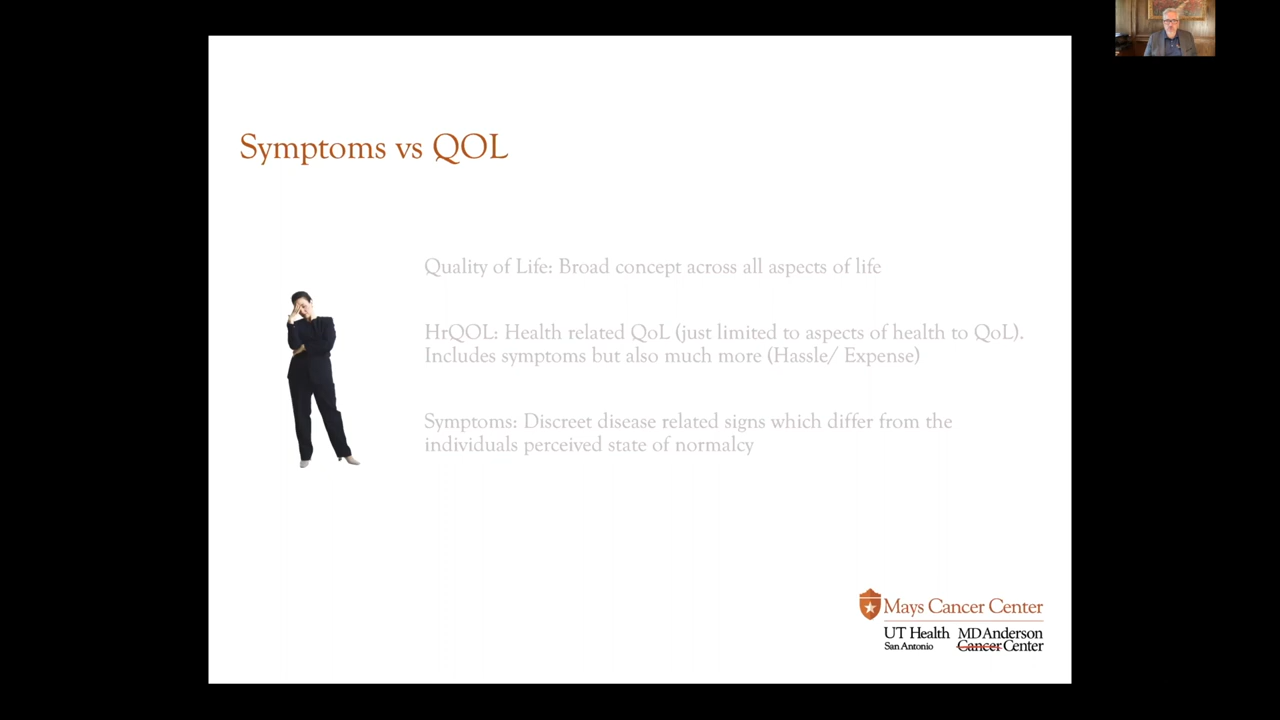 Symptoms vs QOL
Quality of Life: Broad concept across all aspects of life
HrQOL: Health related QoL (just limited to aspects of health to QoL).
Includes symptoms but also much more (Hassle/ Expense)
Symptoms: Discreet disease related signs which differ from the
individuals perceived state of normalcy
Mays Cancer Center
UT Health
San Antonio
MD Anderson
Cancer Center